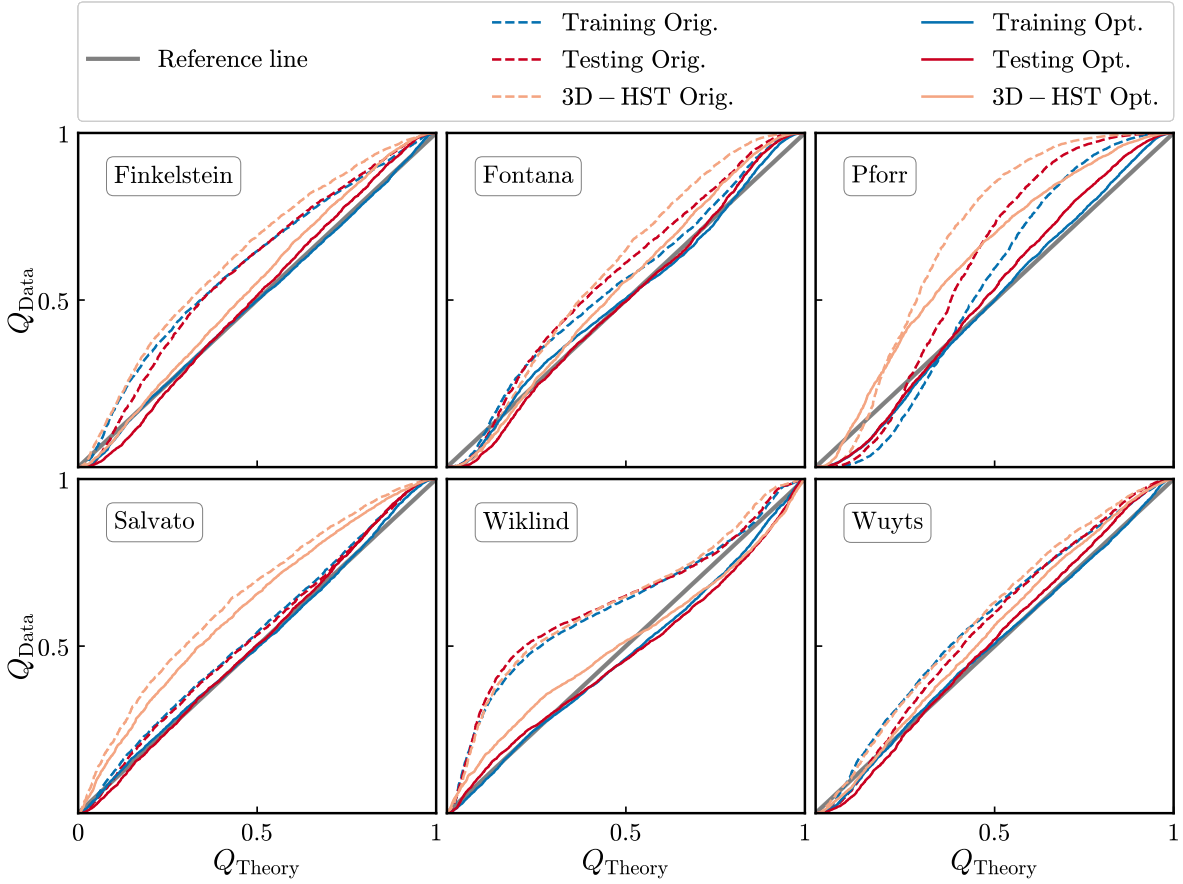 Reference line
Training Orig.
Testing Orig.
3D − HST Orig.
Training Opt.
Testing Opt.
3D − HST Opt.
Finkelstein
Fontana
Pforr
1
0.5
Q_Data
Salvato
Wiklind
Wuyts
1
0.5
Q_Data
0 0.5 1
0.5 1
0.5 1
Q_Theory
Q_Theory
Q_Theory